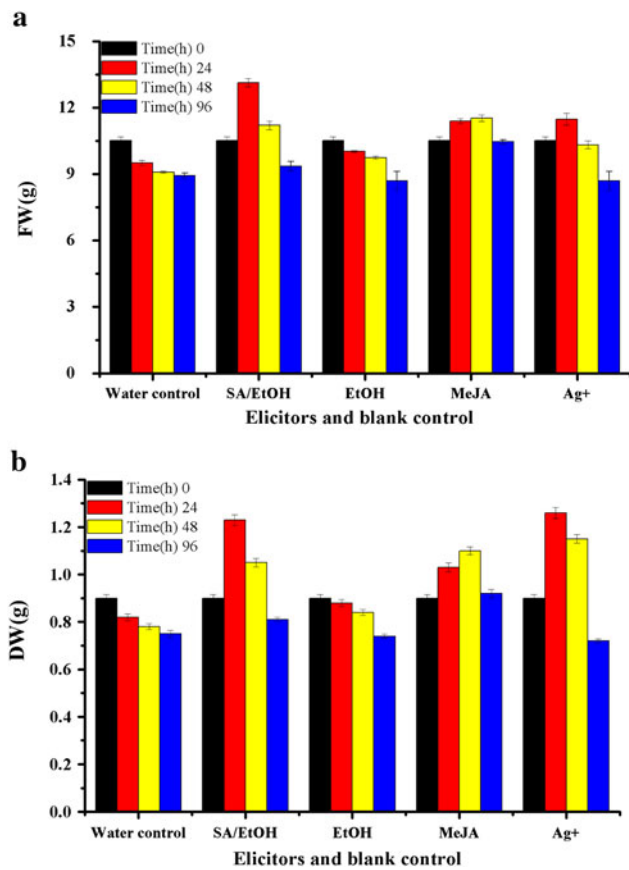 a
15
12
9
6
3
0
FW(g)
Time(h) 0
Time(h) 24
Time(h) 48
Time(h) 96
Water control SA/EtOH EtOH MeJA Ag+
Elicitors and blank control
b
1.4
1.2
1.0
0.8
0.6
0.4
0.2
0.0
DW(g)
Time(h) 0
Time(h) 24
Time(h) 48
Time(h) 96
Water control SA/EtOH EtOH MeJA Ag+
Elicitors and blank control